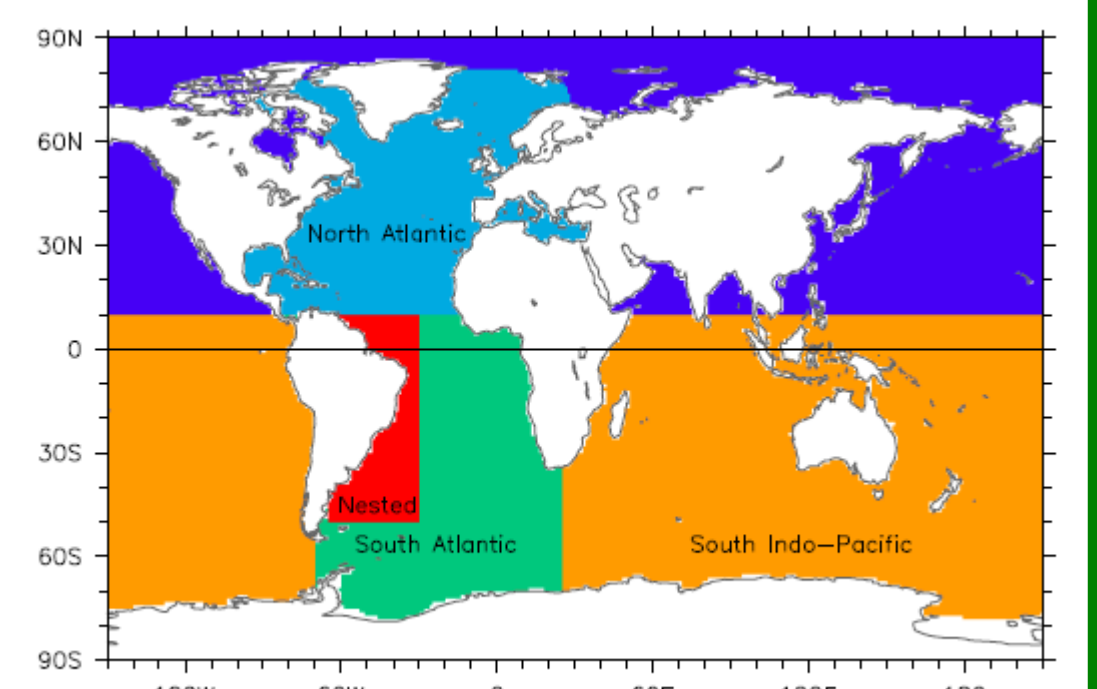 90N
60N
North Atlantic
30N
0
30S
Nested
South Atlantic
South Indo-Pacific
60S
90S